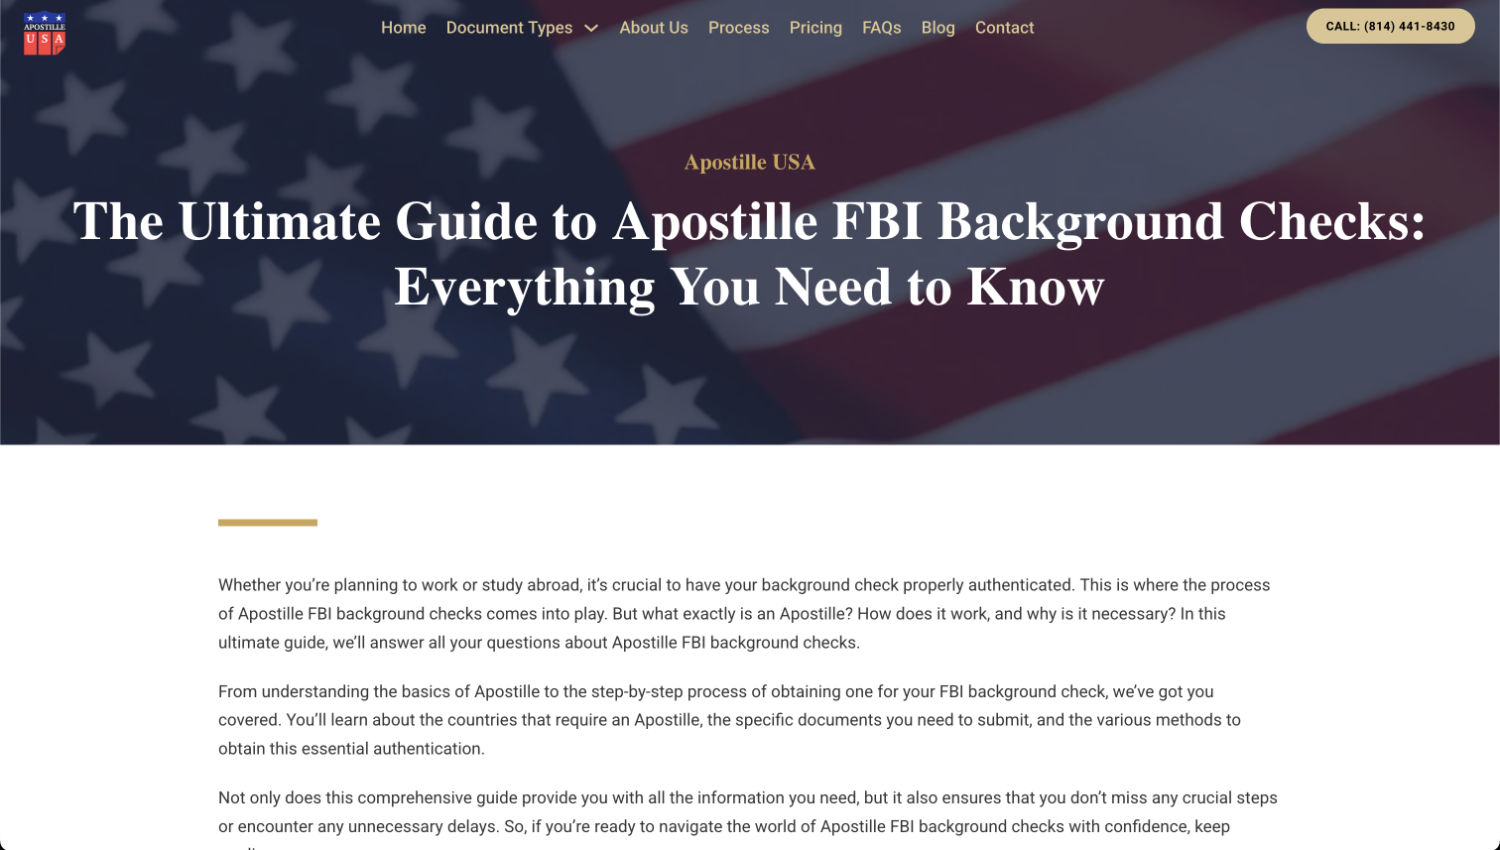 APOSTILLE
USA
Home
Document Types
About Us
Process
Pricing
FAQs
Blog
Contact
CALL: (814) 441-8430
Apostille USA
The Ultimate Guide to Apostille FBI Background Checks:
Everything You Need to Know
Whether you’re planning to work or study abroad, it’s crucial to have your background check properly authenticated. This is where the process
of Apostille FBI background checks comes into play. But what exactly is an Apostille? How does it work, and why is it necessary? In this
ultimate guide, we’ll answer all your questions about Apostille FBI background checks.
From understanding the basics of Apostille to the step-by-step process of obtaining one for your FBI background check, we’ve got you
covered. You’ll learn about the countries that require an Apostille, the specific documents you need to submit, and the various methods to
obtain this essential authentication.
Not only does this comprehensive guide provide you with all the information you need, but it also ensures that you don’t miss any crucial steps
or encounter any unnecessary delays. So, if you’re ready to navigate the world of Apostille FBI background checks with confidence, keep